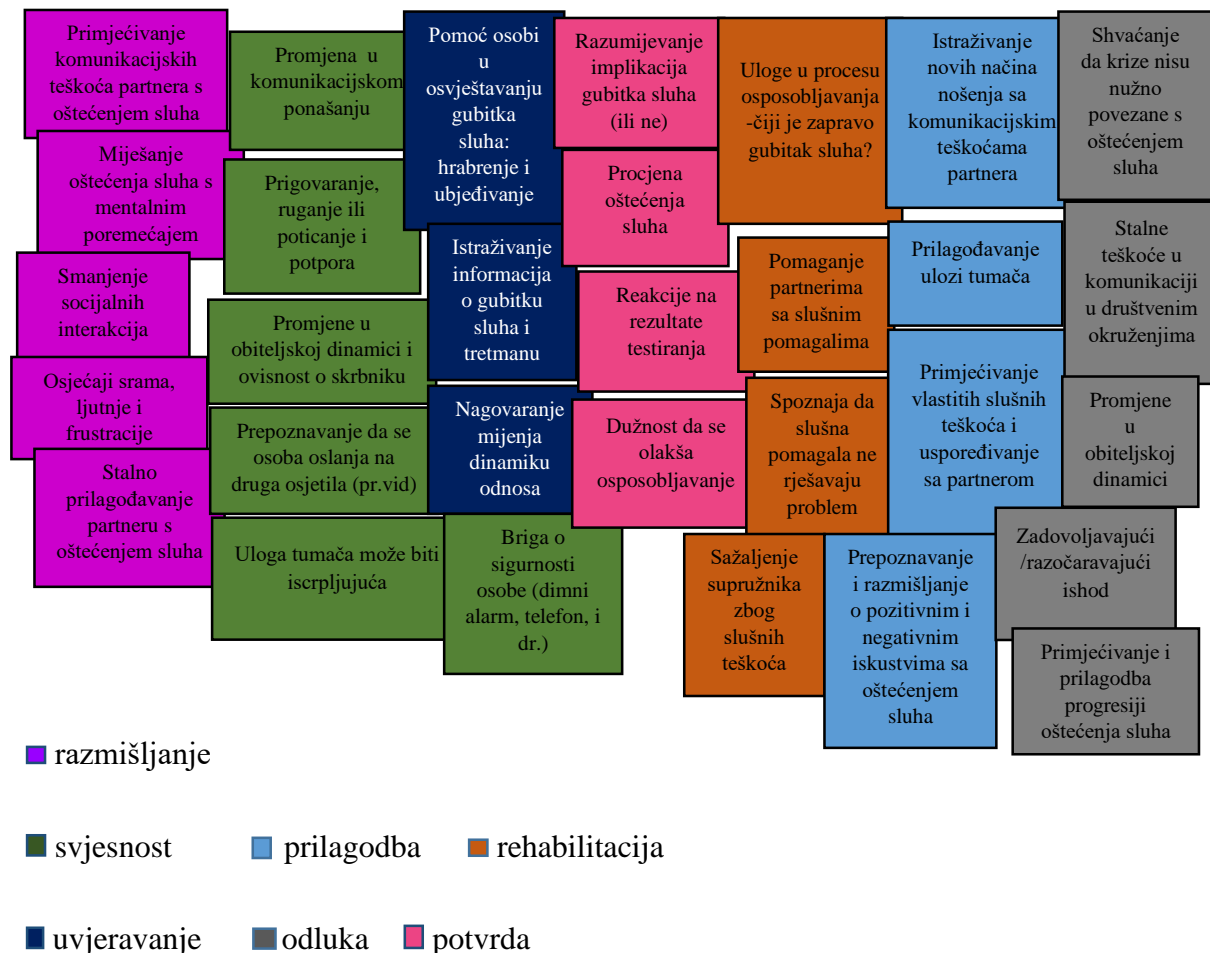 Primjećivanje
komunikacijskih
teškoća partnera s
oštećenjem sluha
Miješanje
oštećenja sluha s
mentalnim
poremećajem
Smanjenje
socijalnih
interakcija
Osjećaji srama,
ljutnje i
frustracije
Stalno
prilagođavanje
partneru s
oštećenjem sluha
Promjena u
komunikacijskom
ponašanju
Prigovaranje,
ruganje ili
poticanje i
potpora
Promjene u
obiteljskoj dinamici i
ovisnost o skrbniku
Prepoznavanje da se
osoba oslanja na
druga osjetila (pr.vid)
Uloga tumača može biti
iscrpljujuća
Briga o
sigurnosti
osobe (dimni
alarm, telefon, i
dr.)
Pomoć osobi
u
osvještavanju
gubitka
sluha:
hrabrenje i
ubjeđivanje
Istraživanje
informacija
o gubitku
sluha i
tretmanu
Nagovaranje
mijenja
dinamiku
odnosa
Razumijevanje
implikacija
gubitka sluha
(ili ne)
Procjena
oštećenja
sluha
Reakcije na
rezultate
testiranja
Dužnost da se
olakša
osposobljavanje
Uloge u procesu
osposobljavanja
-čiji je zapravo
gubitak sluha?
Pomaganje
partnerima
sa slušnim
pomagalima
Spoznaja da
slušna
pomagala ne
rješavaju
problem
Sažaljenje
supružnika
zbog
slušnih
teškoća
Istraživanje
novih načina
nošenja sa
komunikacijskim
teškoćama
partnera
Prilagođavanje
ulozi tumača
Primjećivanje
vlastitih slušnih
teškoća i
uspoređivanje
sa partnerom
Prepoznavanje
i razmišljanje
o pozitivnim i
negativnim
iskustvima sa
oštećenjem
sluha
Shvaćanje
da krize nisu
nužno
povezane s
oštećenjem
sluha
Stalne
teškoće u
komunikaciji
u društvenim
okruženjima
Promjene
u
obiteljskoj
dinamici
Zadovoljavajući
/razočaravajući
ishod
Primjećivanje i
prilagodba
progresiji
oštećenja sluha
razmišljanje
svjesnost prilagodba rehabilitacija
uvjeravanje odluka potvrda